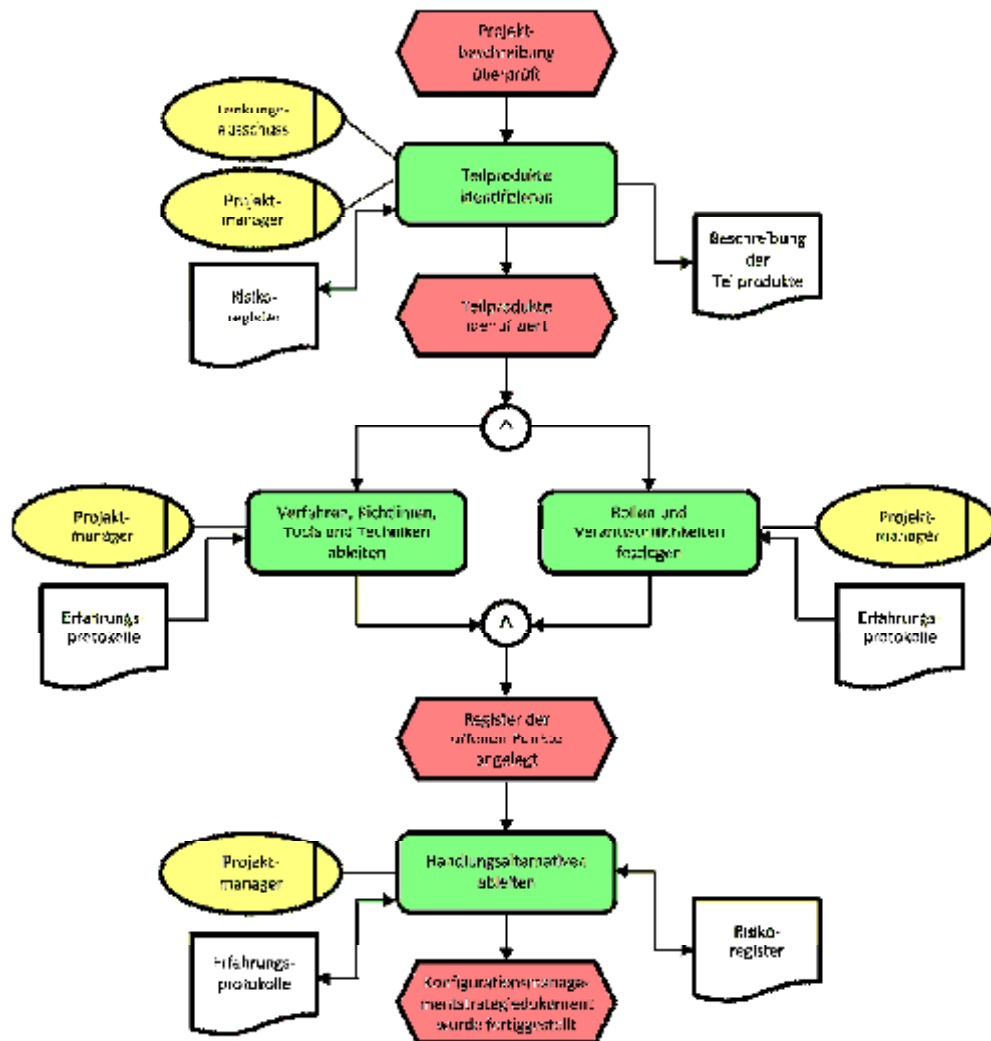 Projekt-
beschreibung
überprüft
Lenkungs-
ausschuss
Teilprodukte
identifizieren
Projekt-
manager
Beschreibung
der
Teilprodukte
Risiko-
register
Teilprodukte
identifiziert
^
Verfahren, Richtlinien,
Tools und Techniken
ableiten
Rollen und
Verantwortlichkeiten
festlegen
Projekt-
manager
Projekt-
manager
Erfahrungs-
protokolle
Erfahrungs-
protokolle
^
Register der
offenen Punkte
angelegt
Projekt-
manager
Handlungsalternativen
ableiten
Erfahrungs-
protokolle
Risiko-
register
Konfigurationsmanage-
mentstrategiedokument
wurde fertiggestellt